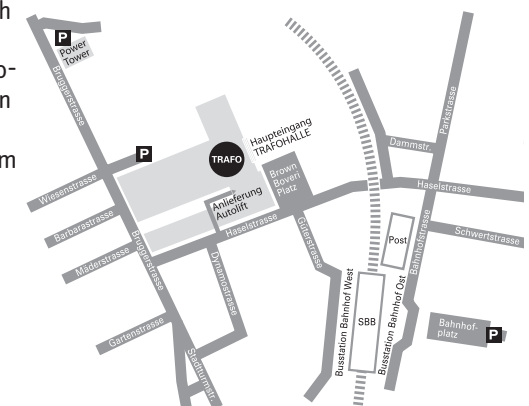 h
o-
n
m
P
Power
Tower
Bruggerstrasse
P
TRAFO
Haupteingang
TRAFOHALLE
Brown
Boveri
Platz
Anlieferung
Autolift
Wiesenstrasse
Barbarastrasse
Mäderstrasse
Bruggerstrasse
Haselstrasse
Dynamostrasse
Gartenstrasse
Stadtturmstr.
Güterstrasse
Parkstrasse
Dammstr.
Haselstrasse
Post
Bahnhofstrasse
Schwertstrasse
Busstation Bahnhof West
SBB
Busstation Bahnhof Ost
Bahnhof-
platz
P